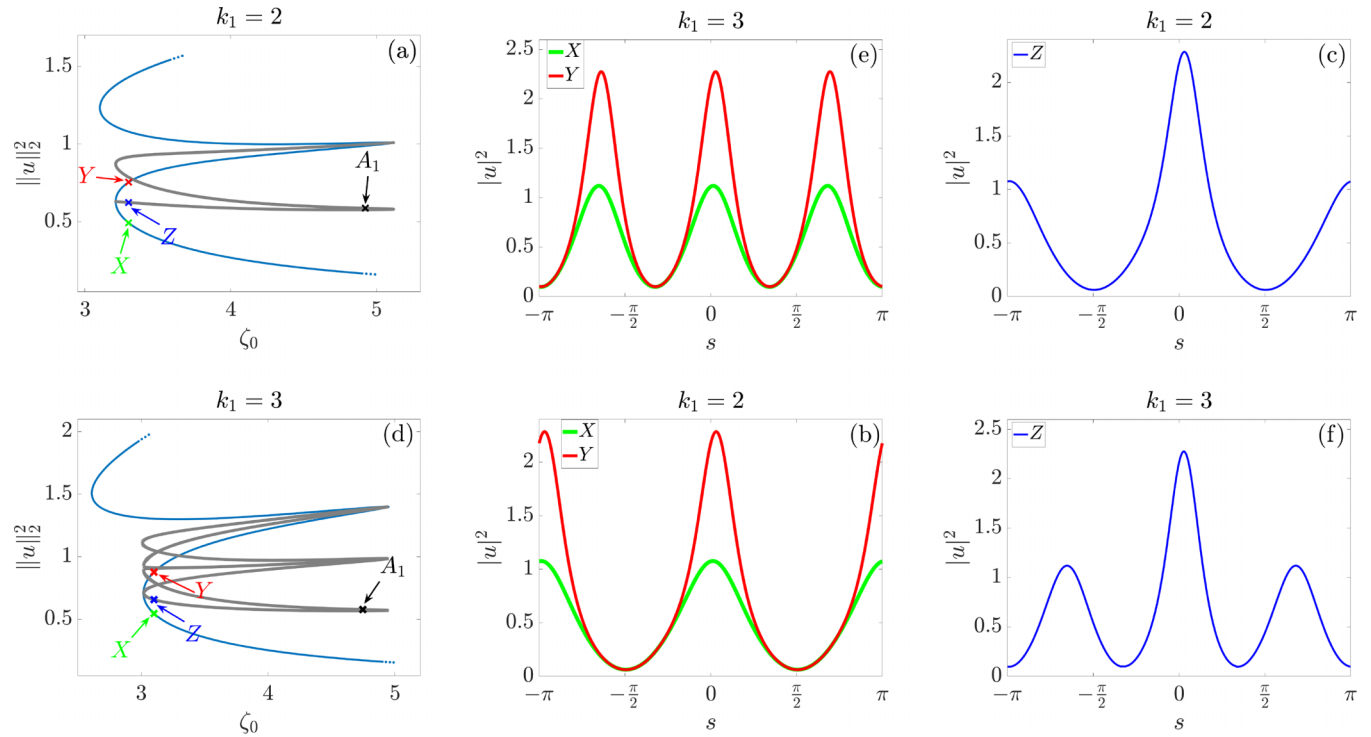 k₁ = 2
(a)
1.5
1
0.5
‖u‖₂²
Y
Z
X
A₁
3
4
5
ζ₀
k₁ = 3
(e)
X
Y
2.5
2
1.5
1
0.5
0
|u|²
−π
−π/2
0
π/2
π
s
k₁ = 2
(c)
Z
2
1.5
1
0.5
0
|u|²
−π
−π/2
0
π/2
π
s
k₁ = 3
(d)
2
1.5
1
0.5
‖u‖₂²
A₁
Y
Z
X
3
4
5
ζ₀
k₁ = 2
(b)
X
Y
2
1.5
1
0.5
0
|u|²
−π
−π/2
0
π/2
π
s
k₁ = 3
(f)
Z
2.5
2
1.5
1
0.5
0
|u|²
−π
−π/2
0
π/2
π
s